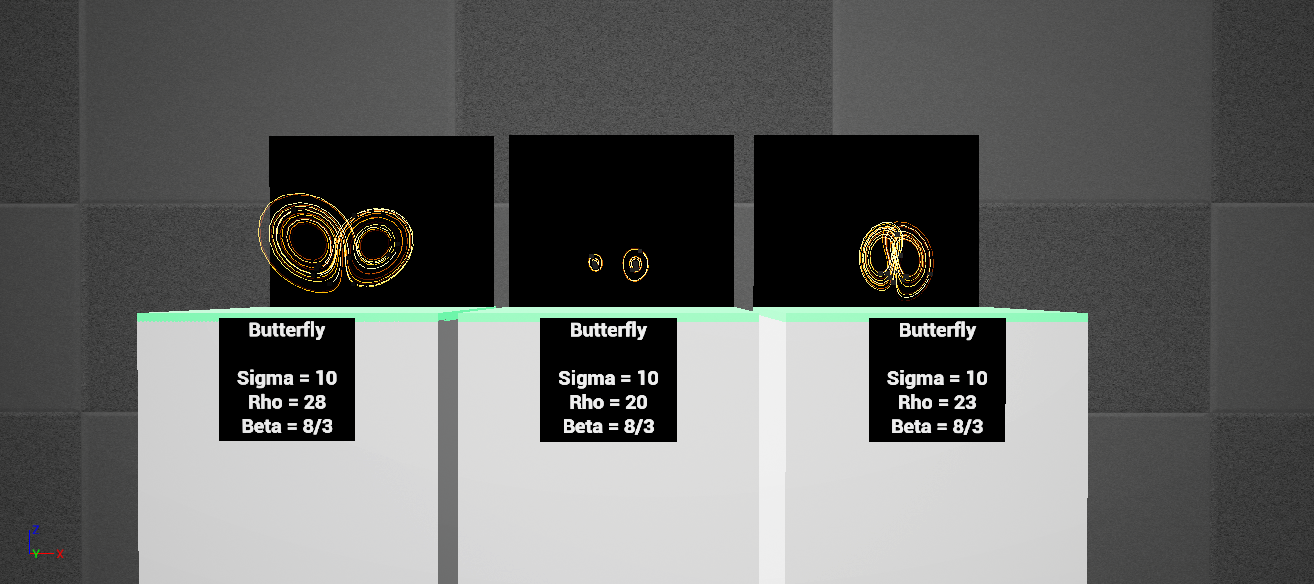 Butterfly
Sigma = 10
Rho = 28
Beta = 8/3
Butterfly
Sigma = 10
Rho = 20
Beta = 8/3
Butterfly
Sigma = 10
Rho = 23
Beta = 8/3
Z
Y X